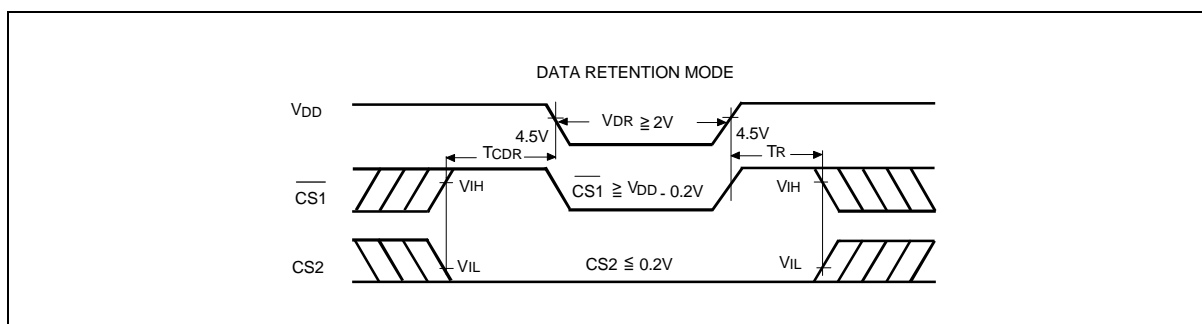 DATA RETENTION MODE
VDD
VDR ≧ 2V
4.5V
4.5V
TCDR
TR
CS1
VIH
CS1 ≧ VDD - 0.2V
VIH
CS2
VIL
CS2 ≦ 0.2V
VIL